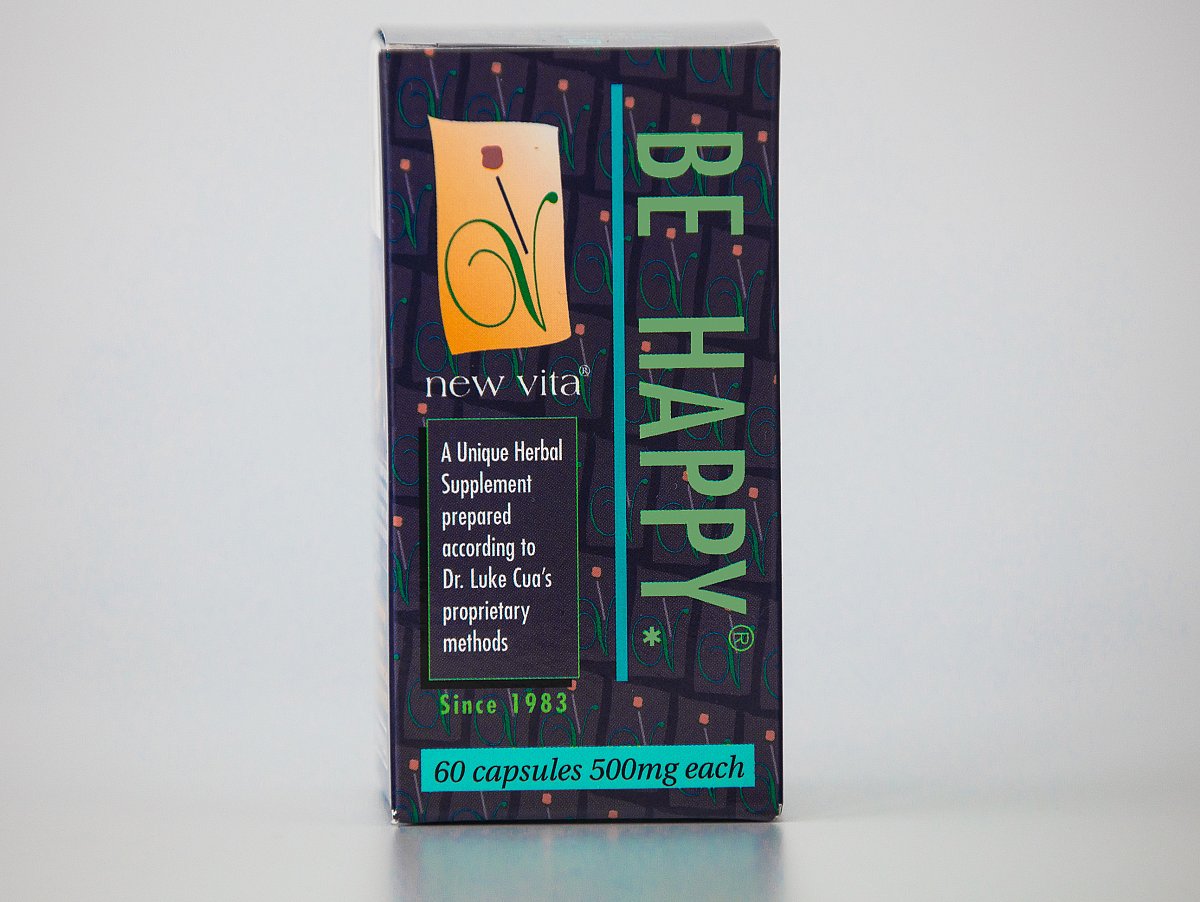 new vita®
A Unique Herbal
Supplement
prepared
according to
Dr. Luke Cua's
proprietary
methods
Since 1983
BE HAPPY®*
60 capsules 500mg each